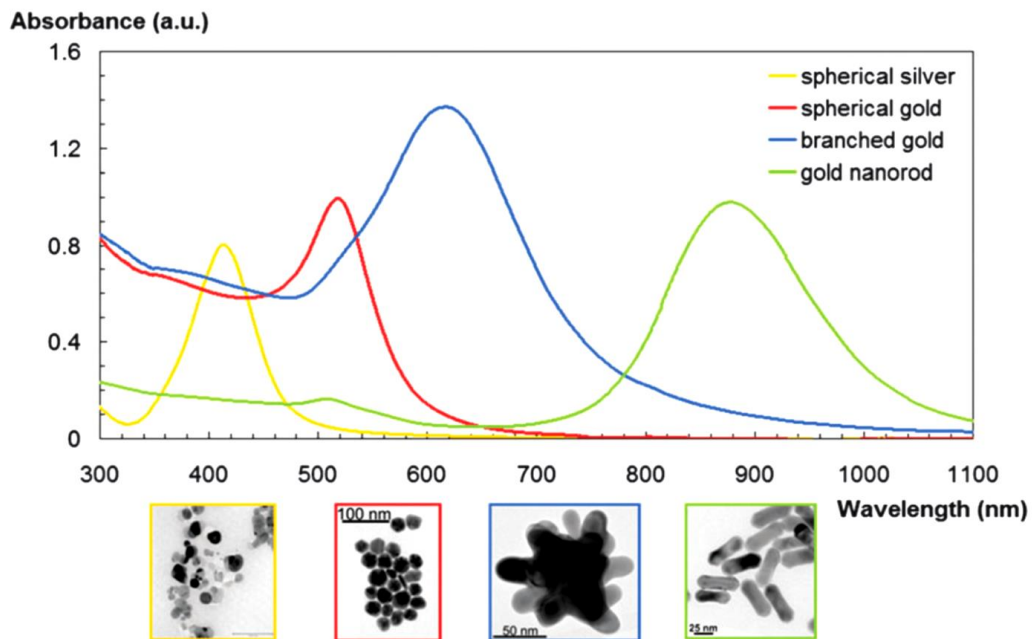 Absorbance (a.u.)
1.6
1.2
0.8
0.4
0
spherical silver
spherical gold
branched gold
gold nanorod
300 400 500 600 700 800 900 1000 1100
Wavelength (nm)
100 nm
50 nm
25 nm